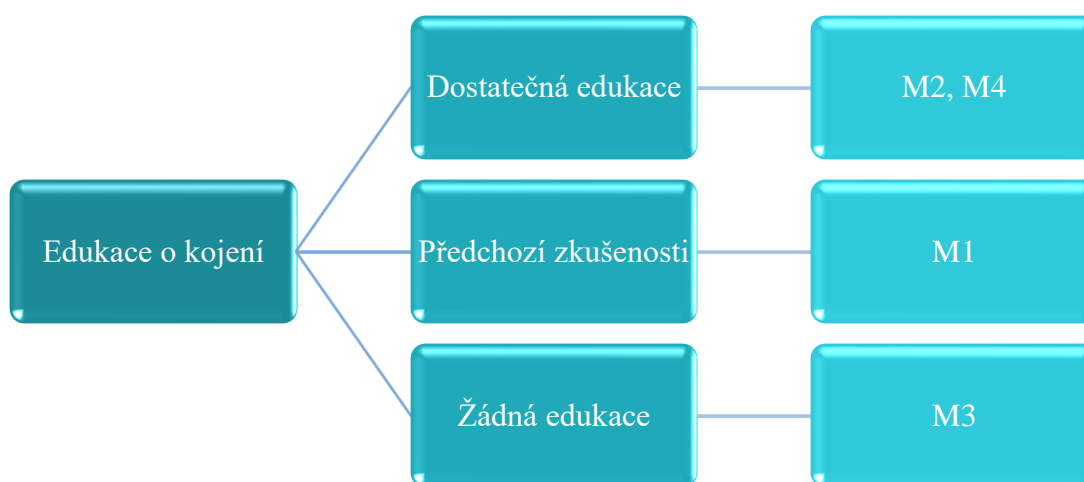 Edukace o kojení
Dostatečná edukace
M2, M4
Předchozí zkušenosti
M1
Žádná edukace
M3